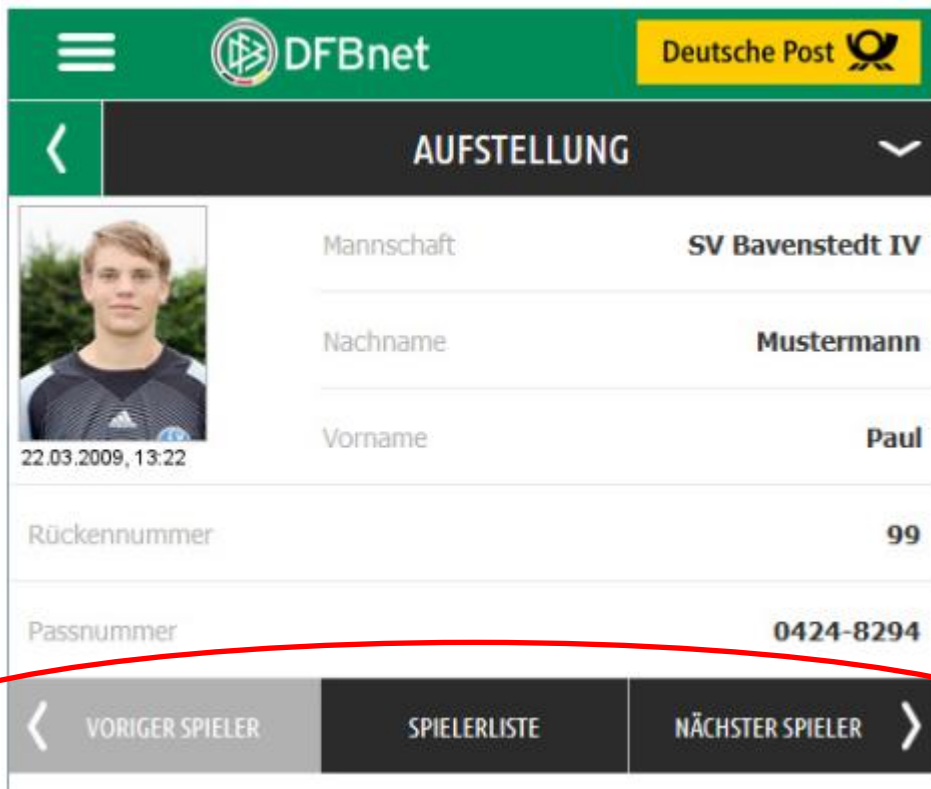 DFBnet
Deutsche Post
AUFSTELLUNG
Mannschaft SV Bavenstedt IV
Nachname Mustermann
Vorname Paul
22.03.2009, 13:22
Rückennummer 99
Passnummer 0424-8294
VORIGER SPIELER SPIELERLISTE NÄCHSTER SPIELER